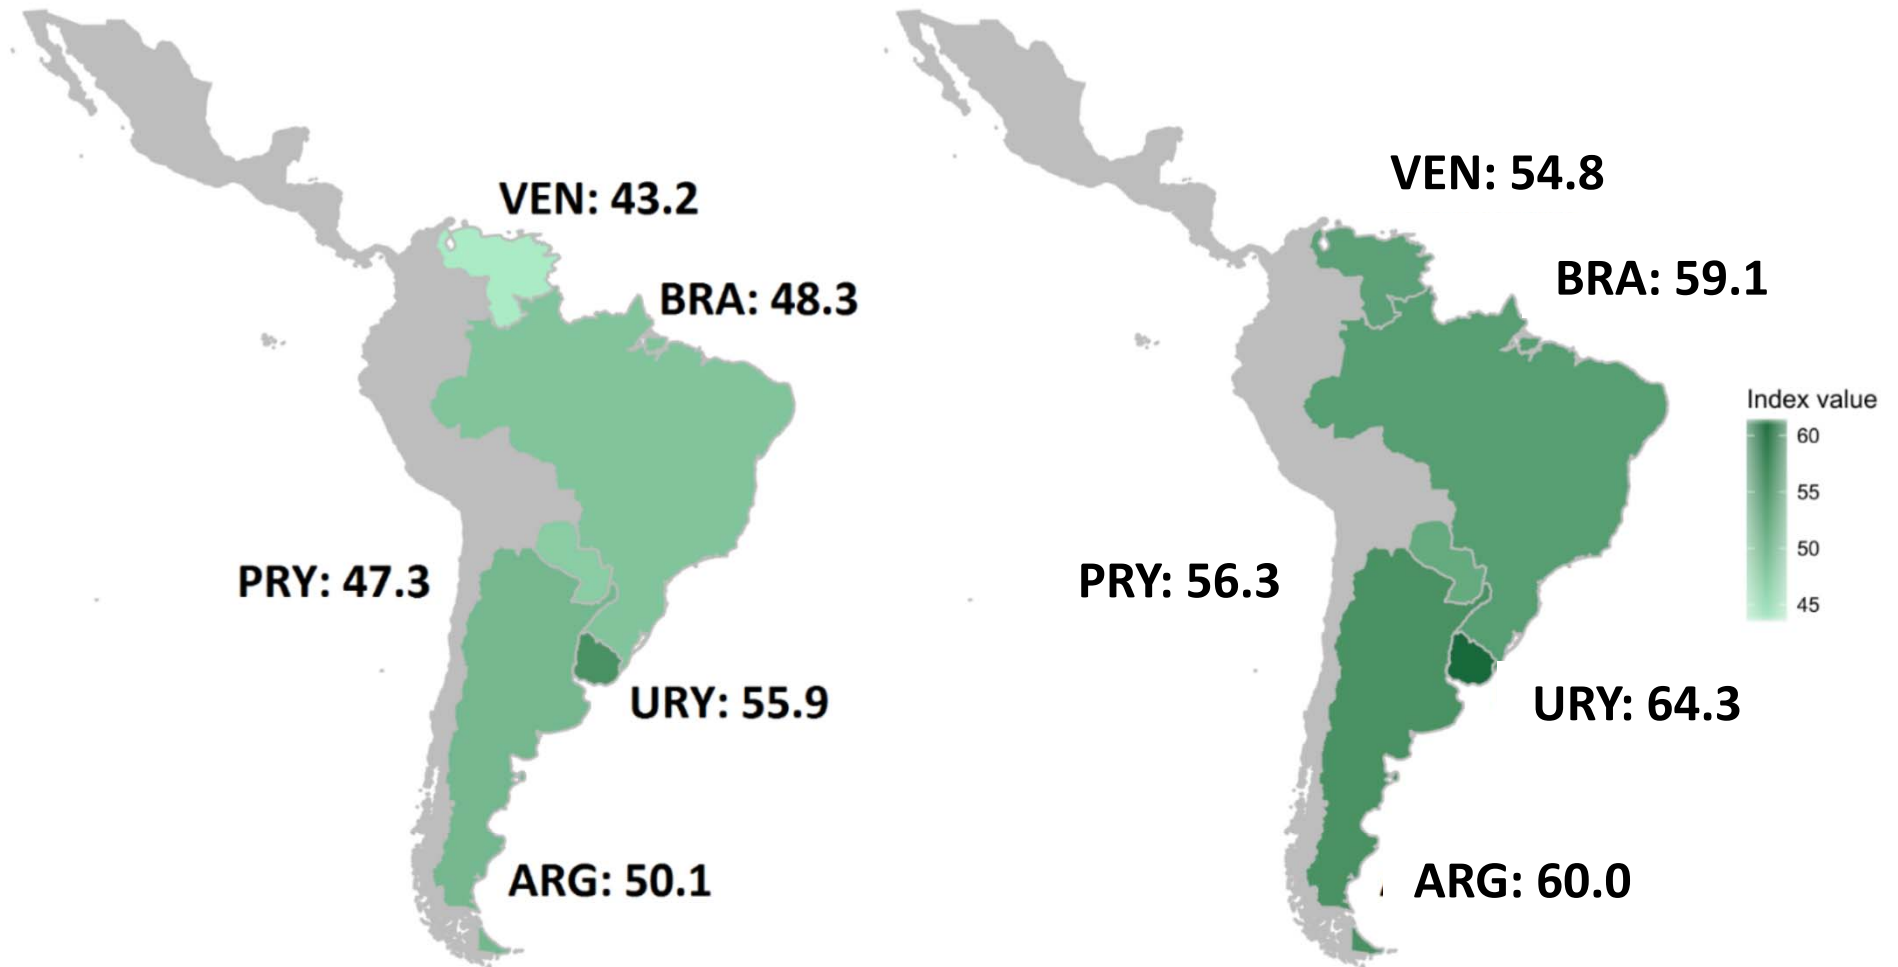 VEN: 43.2
BRA: 48.3
PRY: 47.3
URY: 55.9
ARG: 50.1
VEN: 54.8
BRA: 59.1
PRY: 56.3
URY: 64.3
ARG: 60.0
Index value
60
55
50
45